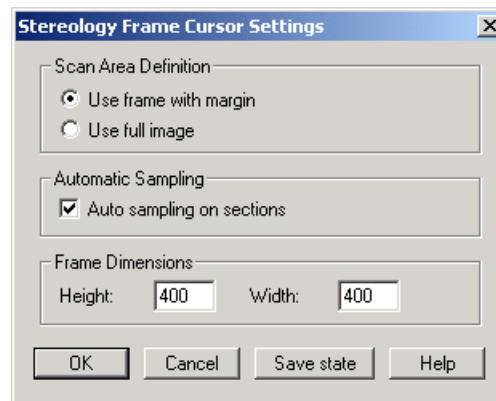 Stereology Frame Cursor Settings
Scan Area Definition
Use frame with margin
Use full image
Automatic Sampling
Auto sampling on sections
Frame Dimensions
Height: 400 Width: 400
OK Cancel Save state Help